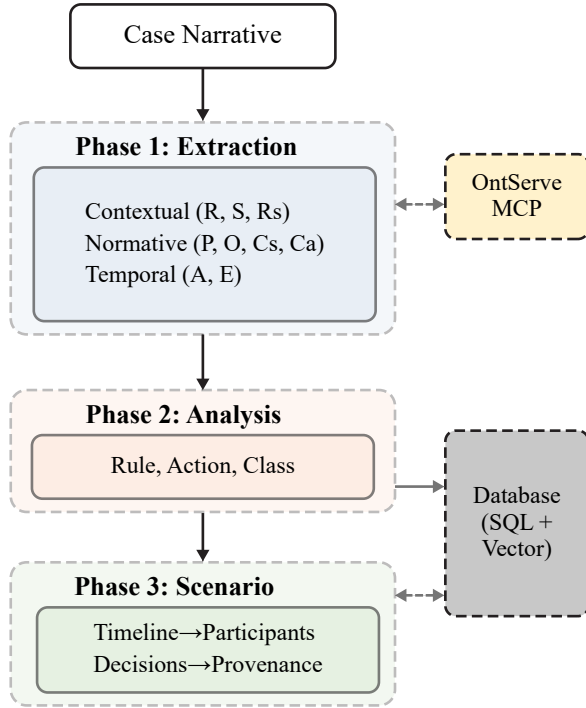 Case Narrative
Phase 1: Extraction
Contextual (R, S, Rs)
Normative (P, O, Cs, Ca)
Temporal (A, E)
OntServe
MCP
Phase 2: Analysis
Rule, Action, Class
Database
(SQL +
Vector)
Phase 3: Scenario
Timeline→Participants
Decisions→Provenance